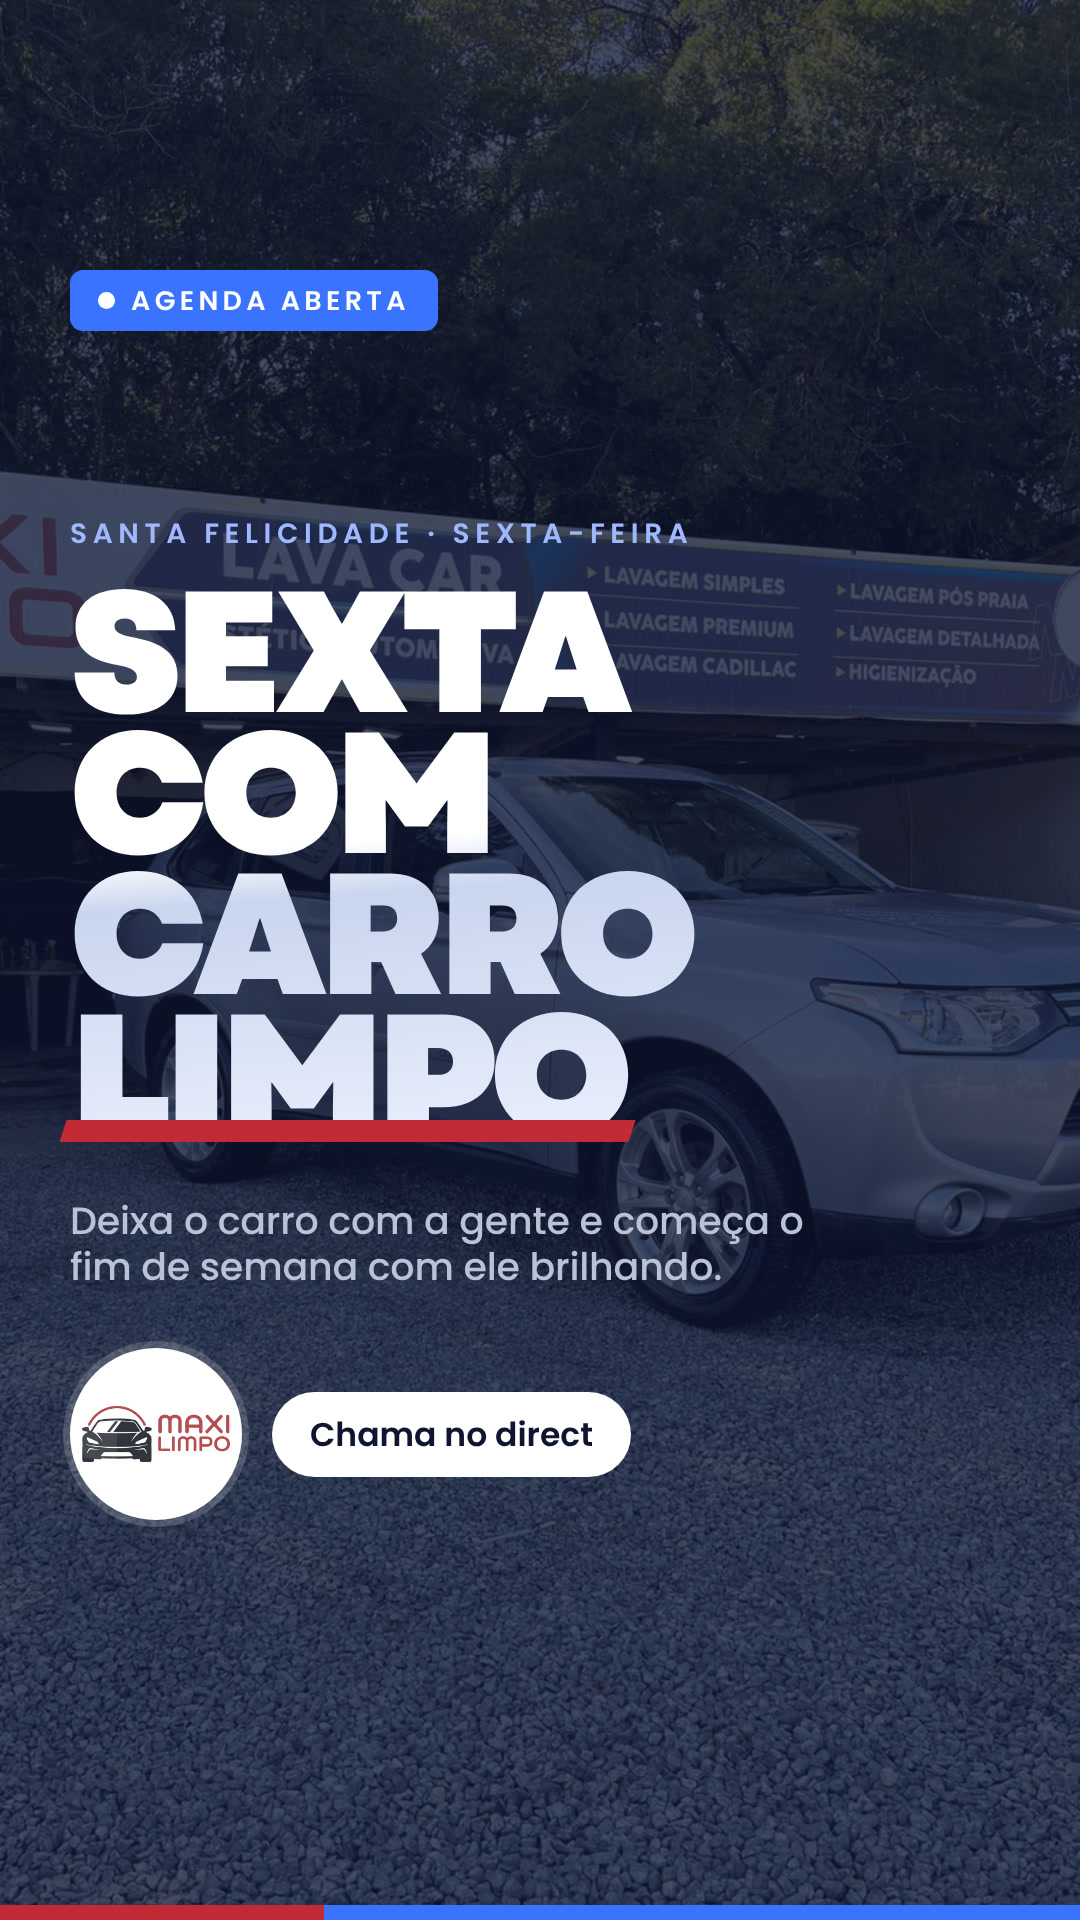 AGENDA ABERTA
SANTA FELICIDADE · SEXTA-FEIRA
LAVA CAR
LAVAGEM SIMPLES
LAVAGEM PREMIUM
LAVAGEM CADILLAC
LAVAGEM PÓS PRAIA
LAVAGEM DETALHADA
HIGIENIZAÇÃO
SEXTA
COM
CARRO
LIMPO
Deixa o carro com a gente e começa o
fim de semana com ele brilhando.
MAXI
LIMPO
Chama no direct